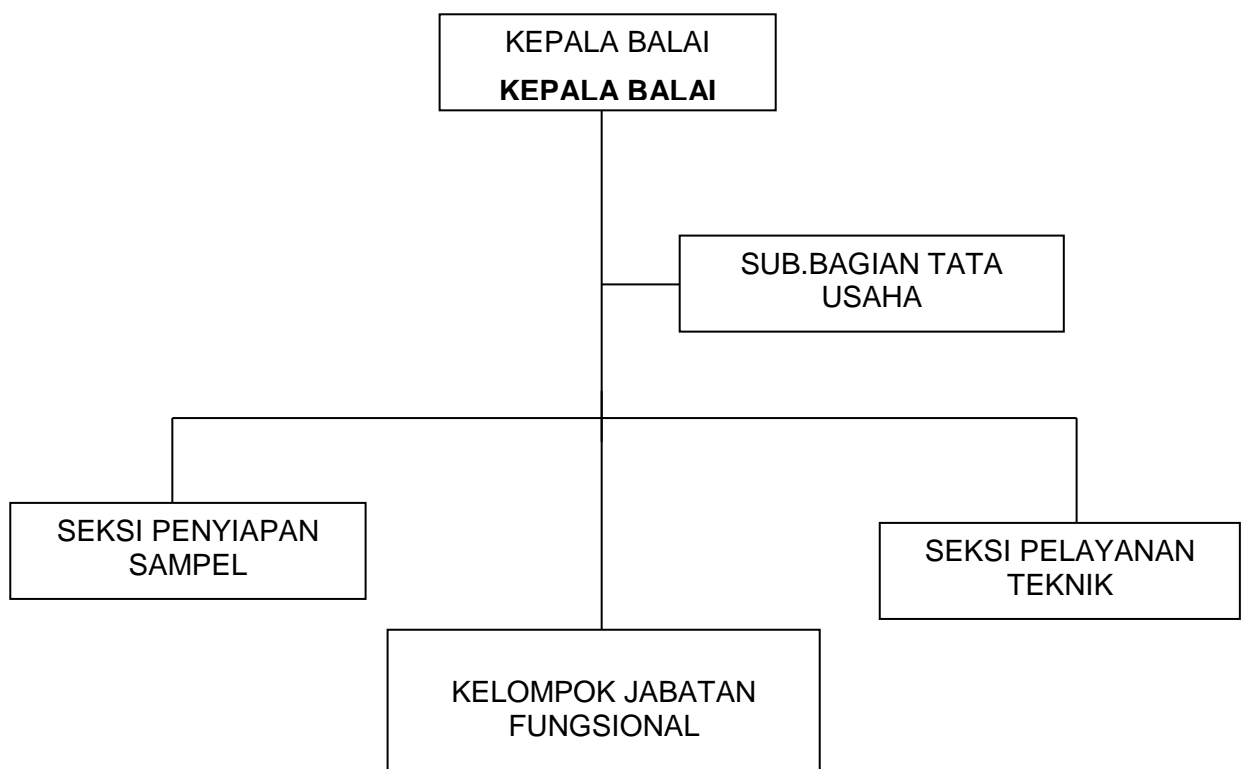 KEPALA BALAI
KEPALA BALAI
SUB.BAGIAN TATA
USAHA
SEKSI PENYIAPAN
SAMPEL
SEKSI PELAYANAN
TEKNIK
KELOMPOK JABATAN
FUNGSIONAL